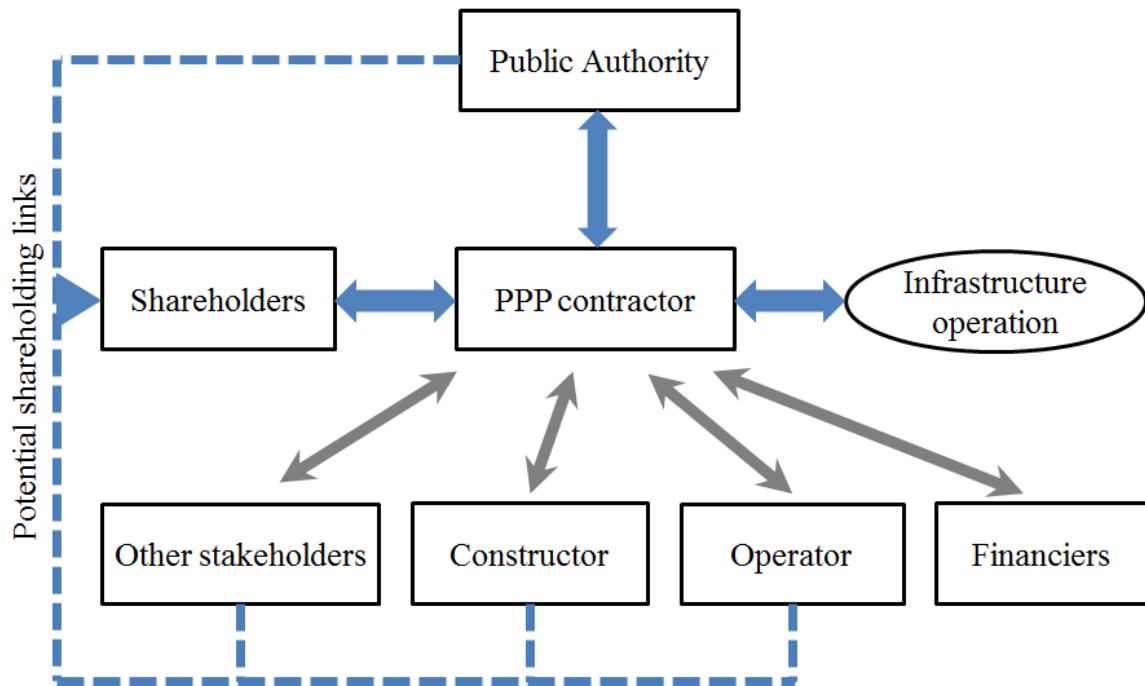 Public Authority
Potential shareholding links
Shareholders
PPP contractor
Infrastructure
operation
Other stakeholders
Constructor
Operator
Financiers